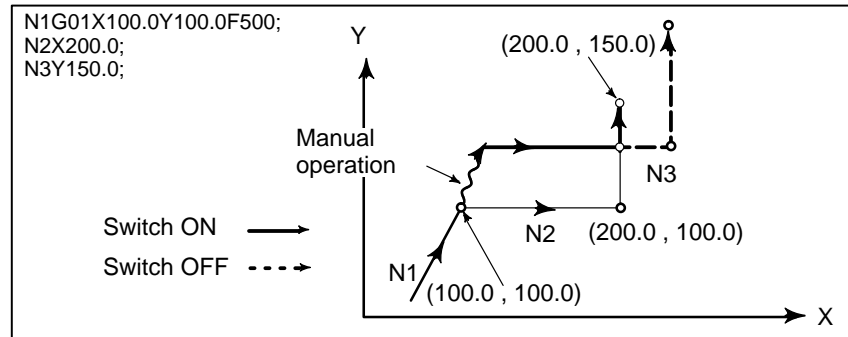 N1G01X100.0Y100.0F500;
N2X200.0;
N3Y150.0;
Y
(200.0 , 150.0)
Manual
operation
N3
Switch ON
N2
(200.0 , 100.0)
Switch OFF
N1
(100.0 , 100.0)
X